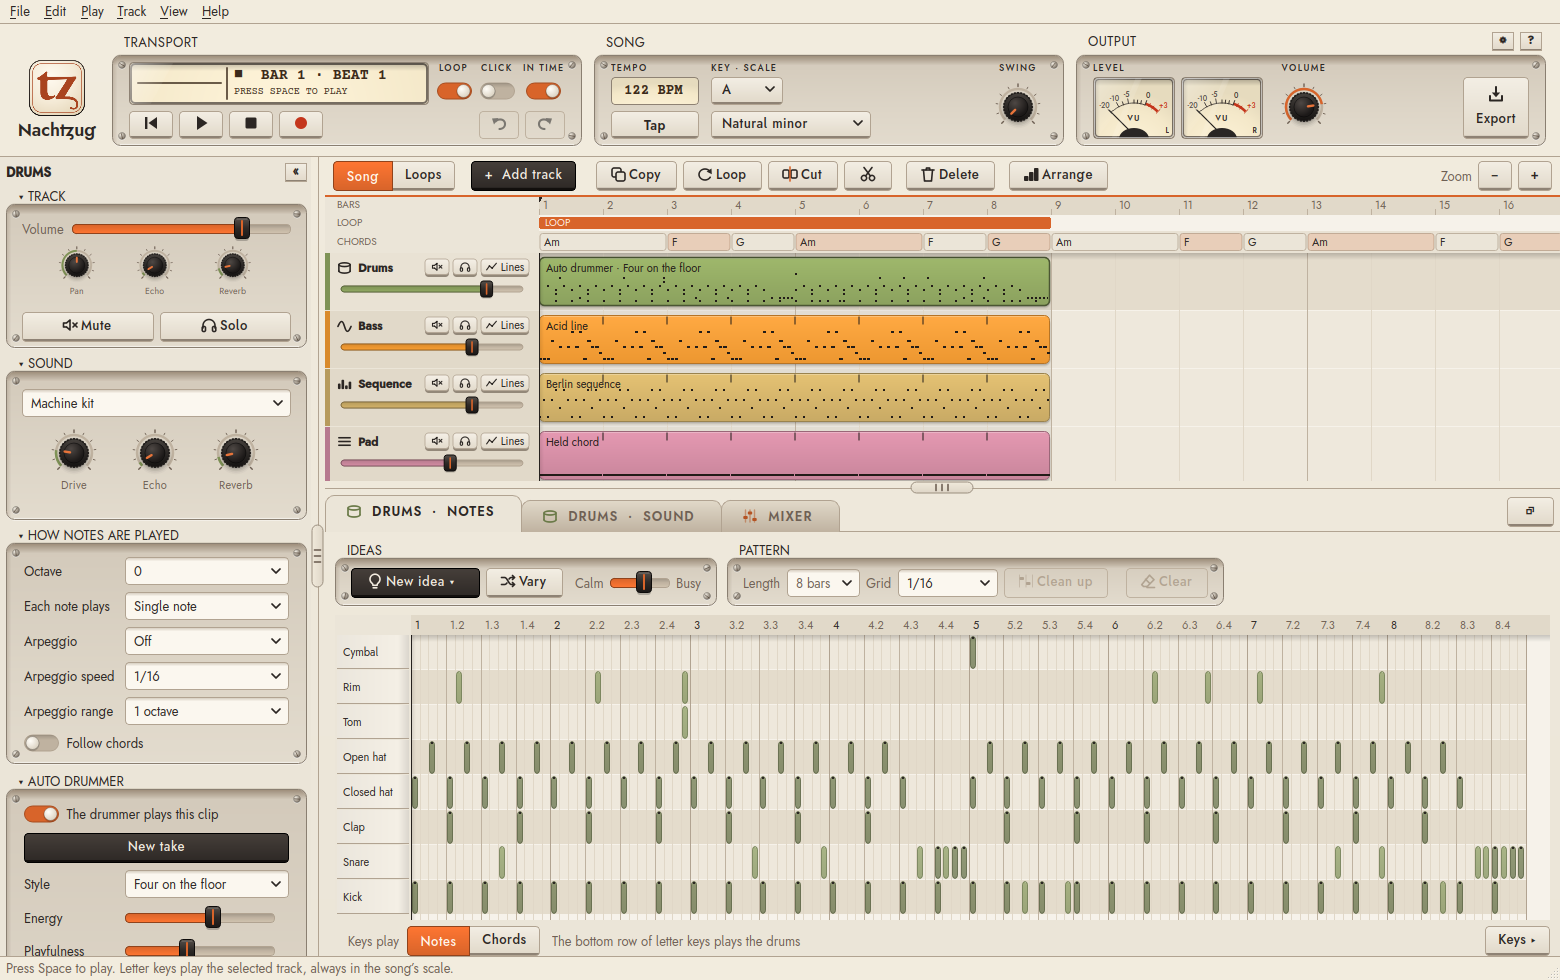 File Edit Play Track View Help
TRANSPORT
SONG
OUTPUT
?
tz
Nachtzug
BAR 1 · BEAT 1
PRESS SPACE TO PLAY
LOOP CLICK IN TIME
TEMPO
122 BPM
Tap
KEY · SCALE
A
Natural minor
SWING
LEVEL
-20 -10 -5 0 +3
VU
L
-20 -10 -5 0 +3
VU
R
VOLUME
Export
DRUMS «
TRACK
Volume
Pan Echo Reverb
Mute Solo
SOUND
Machine kit
Drive Echo Reverb
HOW NOTES ARE PLAYED
Octave 0
Each note plays Single note
Arpeggio Off
Arpeggio speed 1/16
Arpeggio range 1 octave
Follow chords
AUTO DRUMMER
The drummer plays this clip
New take
Style Four on the floor
Energy
Playfulness
Song Loops + Add track Copy Loop Cut Delete Arrange Zoom − +
BARS 1 2 3 4 5 6 7 8 9 10 11 12 13 14 15 16
LOOP LOOP
CHORDS Am F G Am F G Am F G Am F G
Drums Lines
Auto drummer · Four on the floor
Bass Lines
Acid line
Sequence Lines
Berlin sequence
Pad Lines
Held chord
DRUMS · NOTES DRUMS · SOUND MIXER
IDEAS
New idea Vary Calm Busy
PATTERN
Length 8 bars Grid 1/16 Clean up Clear
1 1.2 1.3 1.4 2 2.2 2.3 2.4 3 3.2 3.3 3.4 4 4.2 4.3 4.4 5 5.2 5.3 5.4 6 6.2 6.3 6.4 7 7.2 7.3 7.4 8 8.2 8.3 8.4
Cymbal
Rim
Tom
Open hat
Closed hat
Clap
Snare
Kick
Keys play Notes Chords The bottom row of letter keys plays the drums Keys
Press Space to play. Letter keys play the selected track, always in the song's scale.